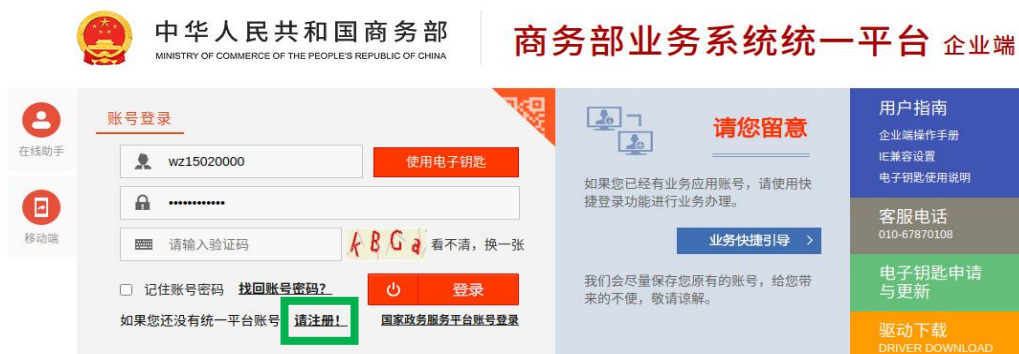 中华人民共和国商务部
MINISTRY OF COMMERCE OF THE PEOPLE'S REPUBLIC OF CHINA
商务部业务系统统一平台 企业端
在线助手
移动端
账号登录
wz15020000
使用电子钥匙
••••••••••••
请输入验证码
kBGa
看不清，换一张
记住账号密码 找回账号密码?
登录
如果您还没有统一平台账号 请注册！
国家政务服务平台账号登录
请您留意
如果您已经有业务应用账号，请使用快
捷登录功能进行业务办理。
业务快捷引导 >
我们会尽量保存您原有的账号，给您带
来的不便，敬请谅解。
用户指南
企业端操作手册
IE兼容设置
电子钥匙使用说明
客服电话
010-67870108
电子钥匙申请
与更新
驱动下载
DRIVER DOWNLOAD